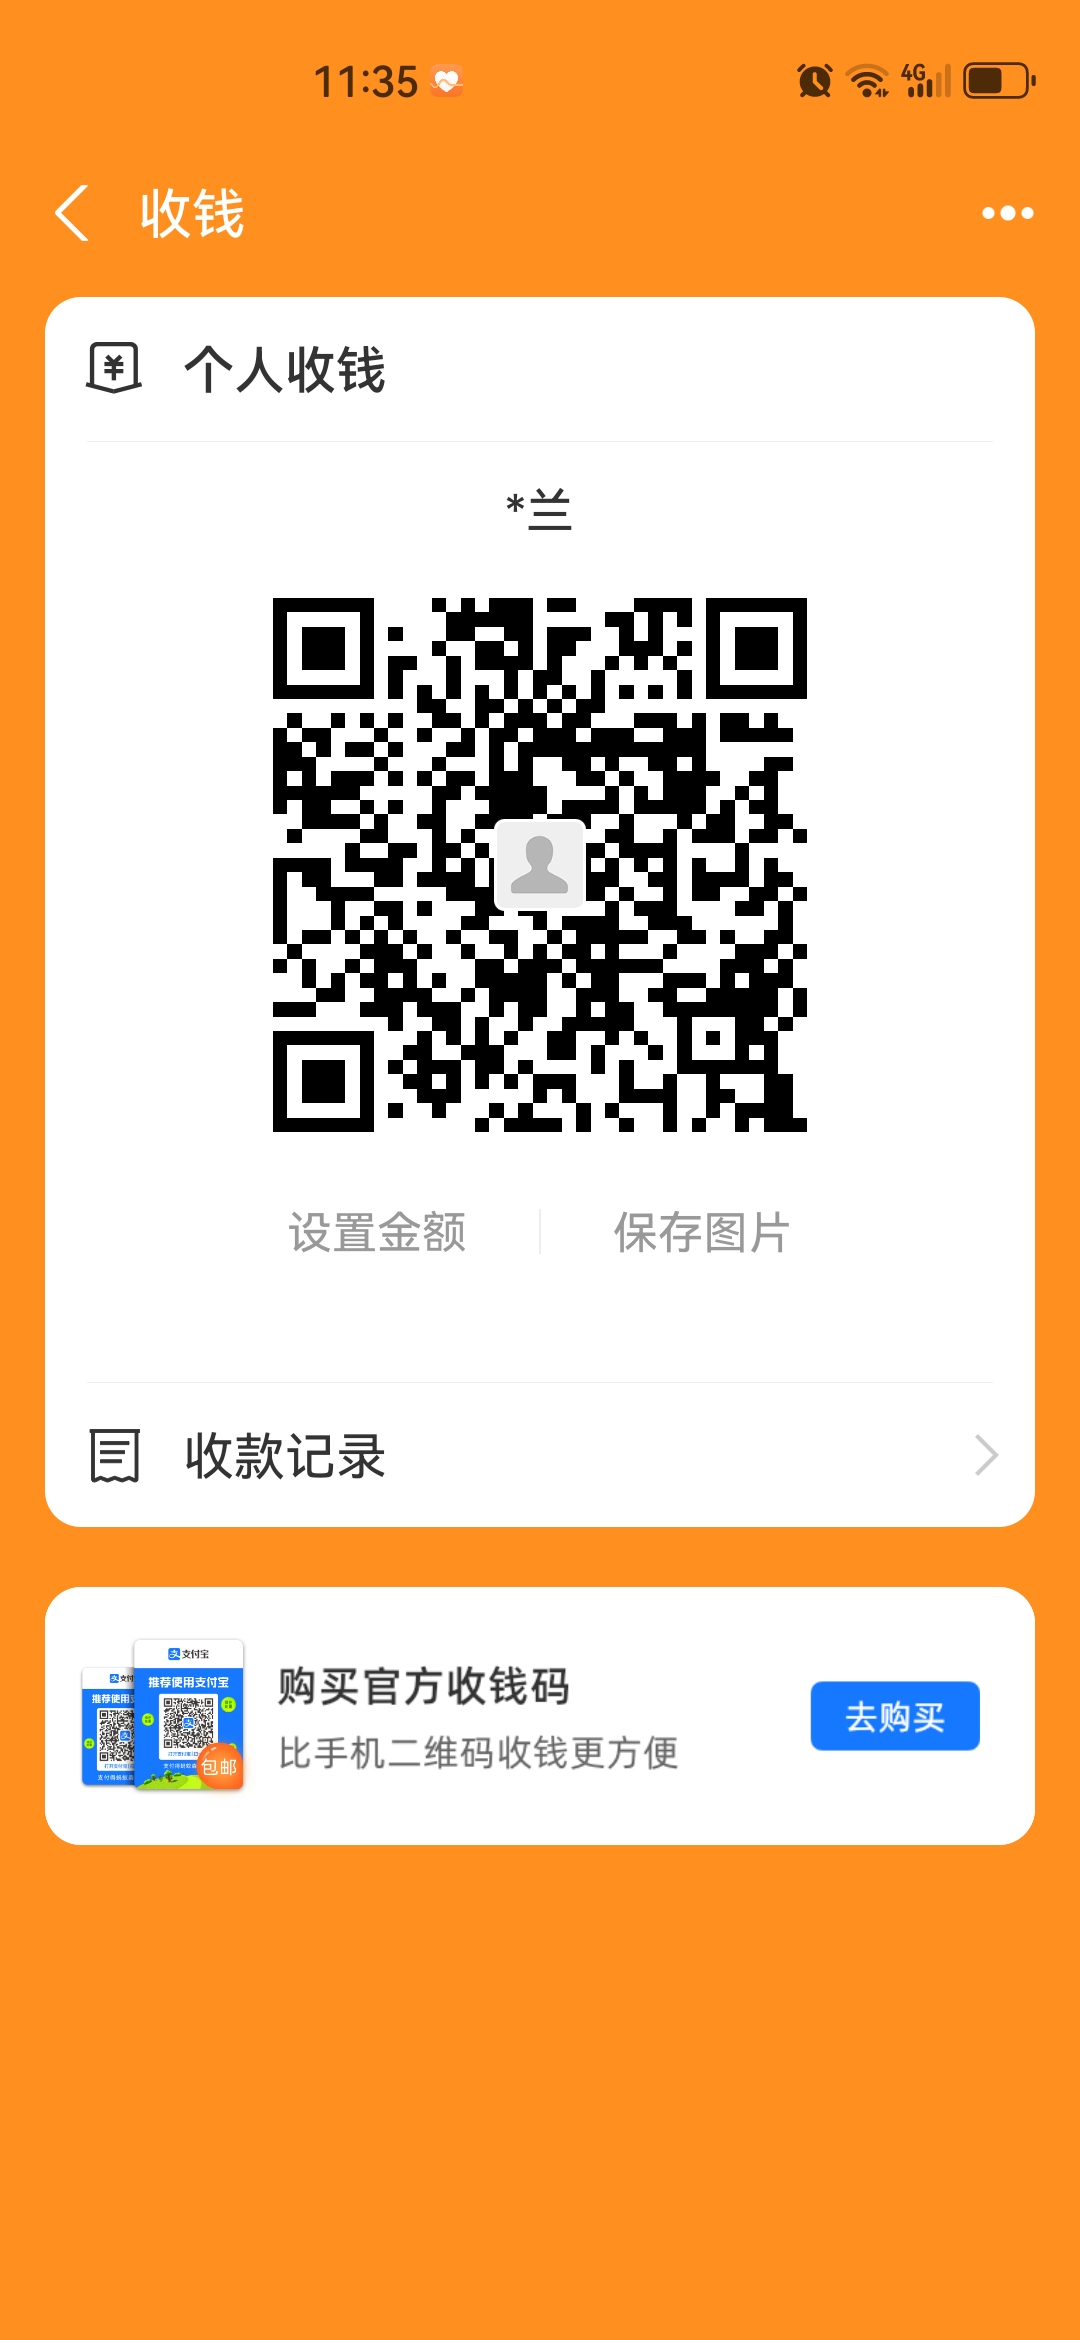 11:35
4G
收钱
个人收钱
*兰
设置金额
保存图片
收款记录
支付宝
推荐使用支付宝
包邮
购买官方收钱码
比手机二维码收钱更方便
去购买